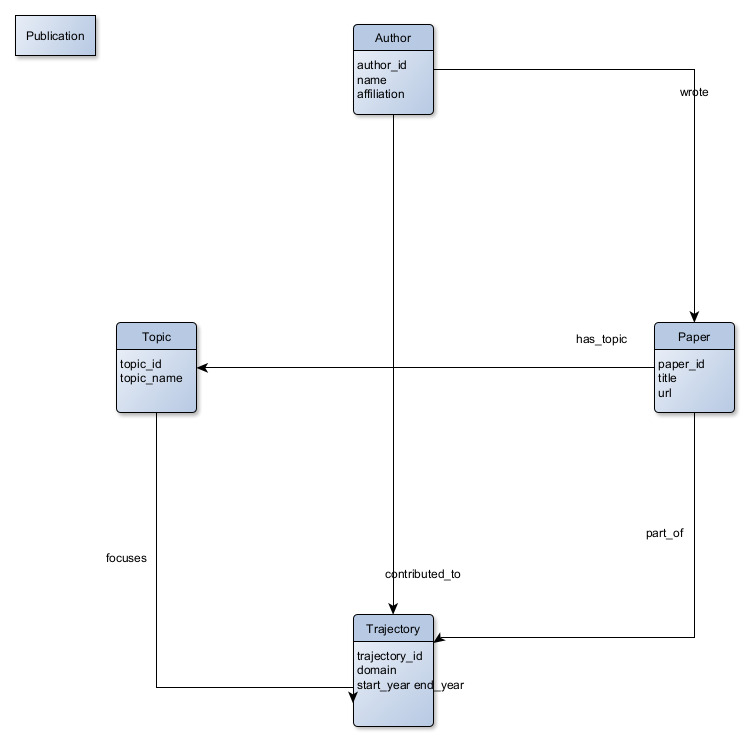 Publication
Author
author_id
name
affiliation
wrote
Topic
topic_id
topic_name
has_topic
Paper
paper_id
title
url
focuses
part_of
contributed_to
Trajectory
trajectory_id
domain
start_year end_year